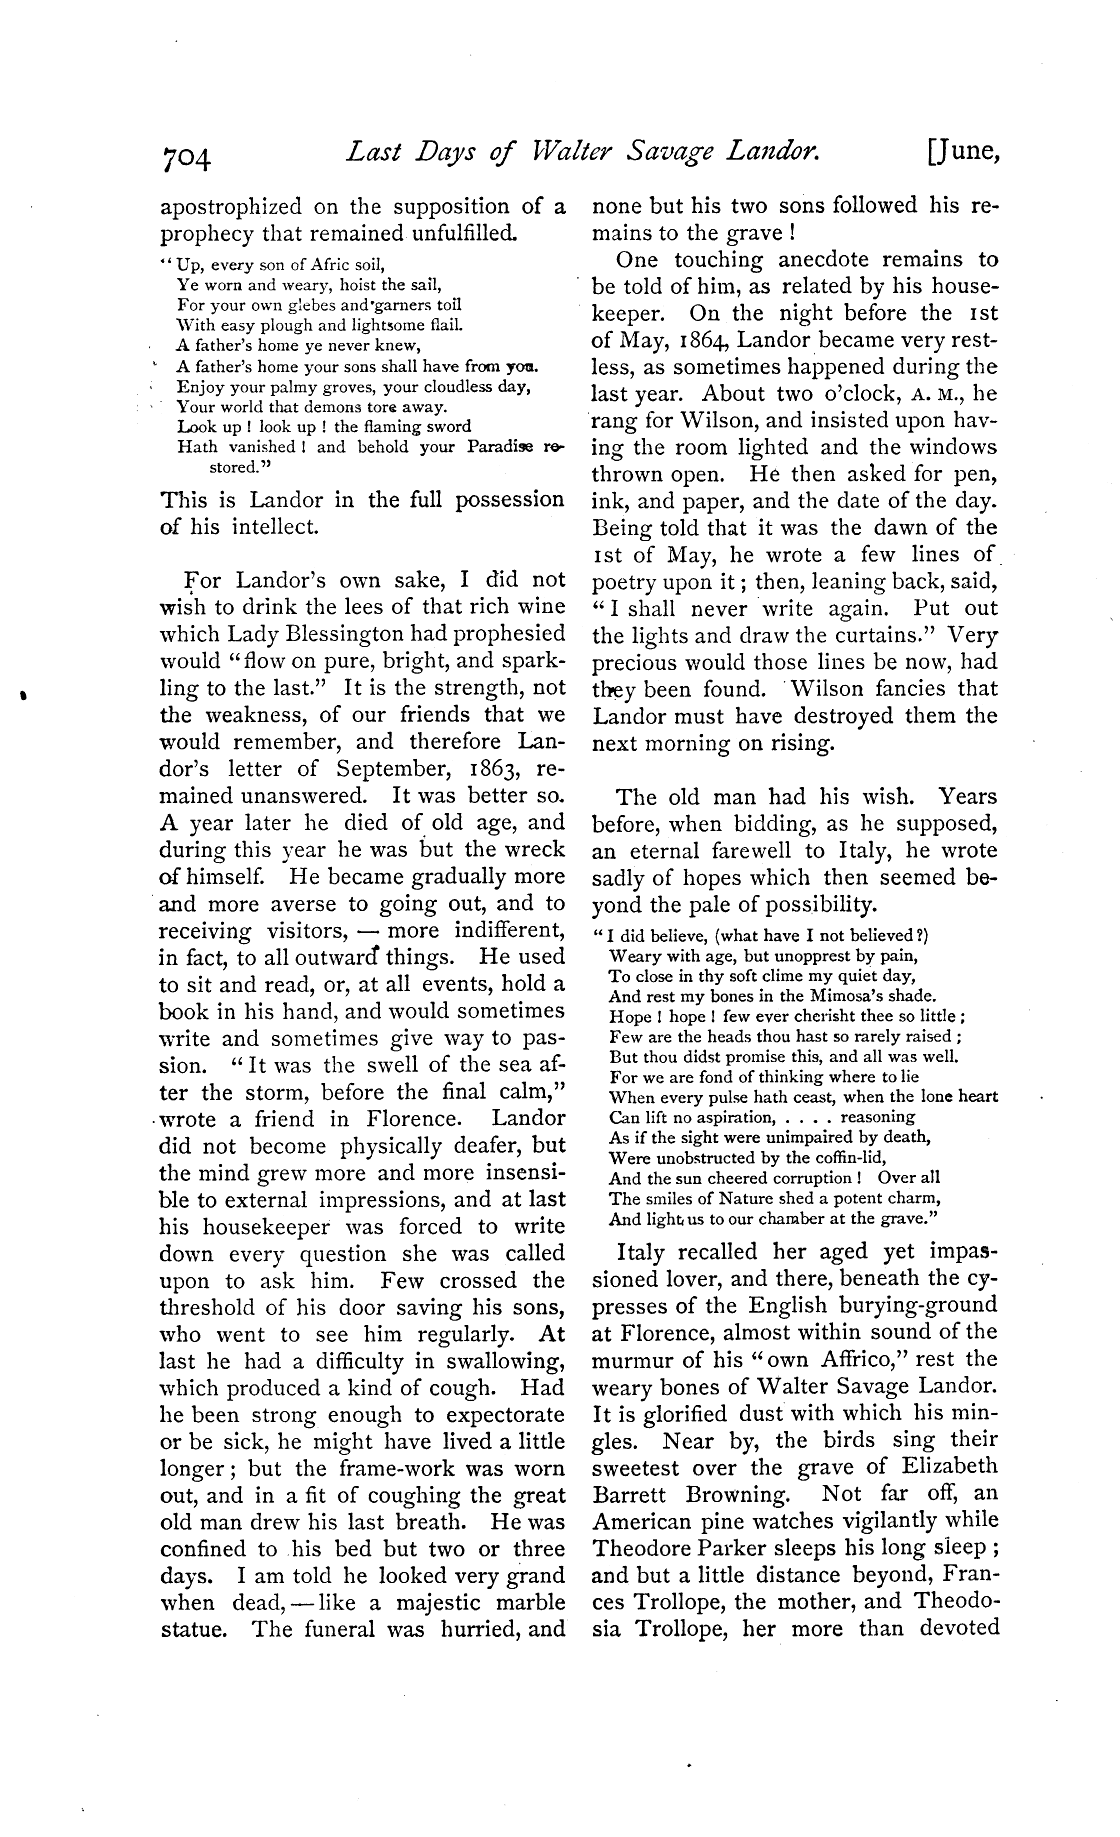 704 Last Days of Walter Savage Landor. [June,
apostrophized on the supposition of a
prophecy that remained unfulfilled.
“Up, every son of Afric soil,
Ye worn and weary, hoist the sail,
For your own glebes and garners toil
With easy plough and lightsome flail.
A father's home ye never knew,
A father's home your sons shall have from you.
Enjoy your palmy groves, your cloudless day,
Your world that demons tore away.
Look up ! look up ! the flaming sword
Hath vanished ! and behold your Paradise re-
stored.”
This is Landor in the full possession
of his intellect.
For Landor's own sake, I did not
wish to drink the lees of that rich wine
which Lady Blessington had prophesied
would “flow on pure, bright, and spark-
ling to the last.” It is the strength, not
the weakness, of our friends that we
would remember, and therefore Lan-
dor's letter of September, 1863, re-
mained unanswered. It was better so.
A year later he died of old age, and
during this year he was but the wreck
of himself. He became gradually more
and more averse to going out, and to
receiving visitors, — more indifferent,
in fact, to all outward things. He used
to sit and read, or, at all events, hold a
book in his hand, and would sometimes
write and sometimes give way to pas-
sion. “It was the swell of the sea af-
ter the storm, before the final calm,”
wrote a friend in Florence. Landor
did not become physically deafer, but
the mind grew more and more insensi-
ble to external impressions, and at last
his housekeeper was forced to write
down every question she was called
upon to ask him. Few crossed the
threshold of his door saving his sons,
who went to see him regularly. At
last he had a difficulty in swallowing,
which produced a kind of cough. Had
he been strong enough to expectorate
or be sick, he might have lived a little
longer ; but the frame-work was worn
out, and in a fit of coughing the great
old man drew his last breath. He was
confined to his bed but two or three
days. I am told he looked very grand
when dead, — like a majestic marble
statue. The funeral was hurried, and
none but his two sons followed his re-
mains to the grave !
One touching anecdote remains to
be told of him, as related by his house-
keeper. On the night before the 1st
of May, 1864, Landor became very rest-
less, as sometimes happened during the
last year. About two o'clock, A. M., he
rang for Wilson, and insisted upon hav-
ing the room lighted and the windows
thrown open. He then asked for pen,
ink, and paper, and the date of the day.
Being told that it was the dawn of the
1st of May, he wrote a few lines of
poetry upon it ; then, leaning back, said,
“I shall never write again. Put out
the lights and draw the curtains.” Very
precious would those lines be now, had
they been found. Wilson fancies that
Landor must have destroyed them the
next morning on rising.
The old man had his wish. Years
before, when bidding, as he supposed,
an eternal farewell to Italy, he wrote
sadly of hopes which then seemed be-
yond the pale of possibility.
“I did believe, (what have I not believed ?)
Weary with age, but unopprest by pain,
To close in thy soft clime my quiet day,
And rest my bones in the Mimosa's shade.
Hope ! hope ! few ever cherisht thee so little ;
Few are the heads thou hast so rarely raised ;
But thou didst promise this, and all was well.
For we are fond of thinking where to lie
When every pulse hath ceast, when the lone heart
Can lift no aspiration, . . . . reasoning
As if the sight were unimpaired by death,
Were unobstructed by the coffin-lid,
And the sun cheered corruption ! Over all
The smiles of Nature shed a potent charm,
And light us to our chamber at the grave.”
Italy recalled her aged yet impas-
sioned lover, and there, beneath the cy-
presses of the English burying-ground
at Florence, almost within sound of the
murmur of his “own Affrico,” rest the
weary bones of Walter Savage Landor.
It is glorified dust with which his min-
gles. Near by, the birds sing their
sweetest over the grave of Elizabeth
Barrett Browning. Not far off, an
American pine watches vigilantly while
Theodore Parker sleeps his long sleep ;
and but a little distance beyond, Fran-
ces Trollope, the mother, and Theodo-
sia Trollope, her more than devoted